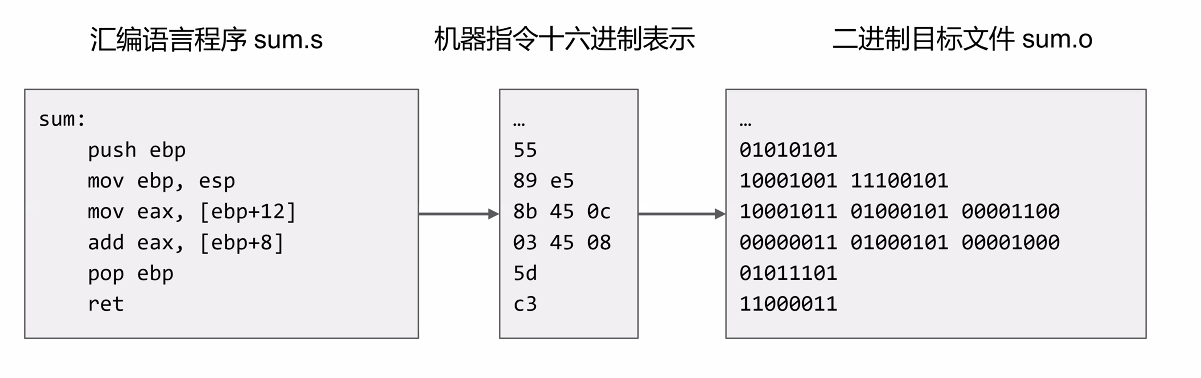 汇编语言程序 sum.s
sum:
push ebp
mov ebp, esp
mov eax, [ebp+12]
add eax, [ebp+8]
pop ebp
ret
机器指令十六进制表示
…
55
89 e5
8b 45 0c
03 45 08
5d
c3
二进制目标文件 sum.o
…
01010101
10001001 11100101
10001011 01000101 00001100
00000011 01000101 00001000
01011101
11000011